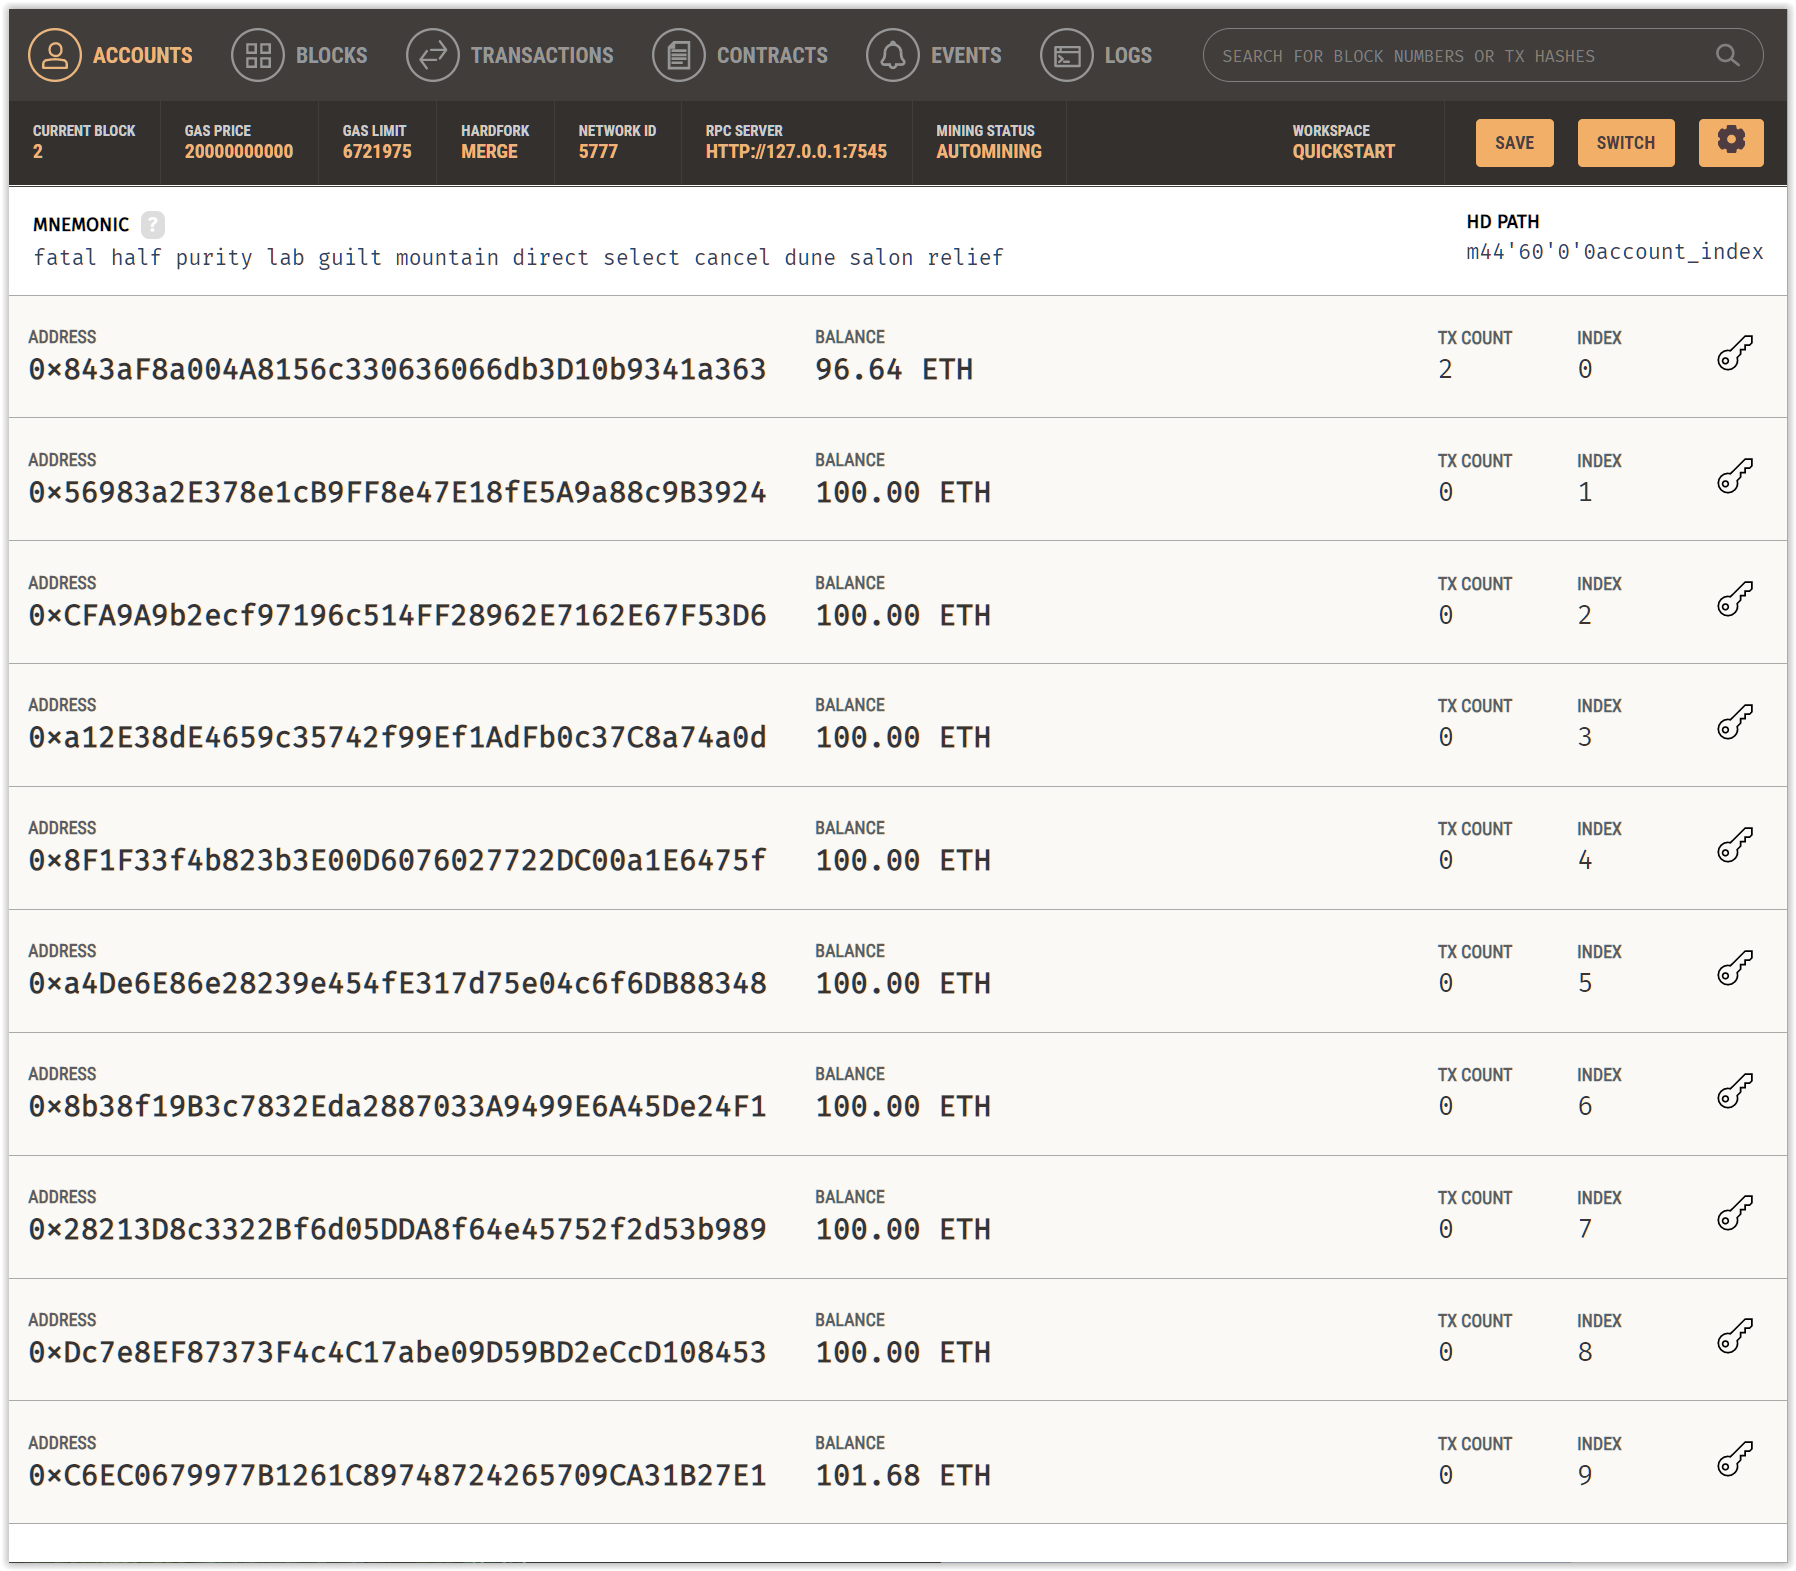 ACCOUNTS BLOCKS TRANSACTIONS CONTRACTS EVENTS LOGS SEARCH FOR BLOCK NUMBERS OR TX HASHES
CURRENT BLOCK GAS PRICE GAS LIMIT HARDFORK NETWORK ID RPC SERVER MINING STATUS WORKSPACE
2 20000000000 6721975 MERGE 5777 HTTP://127.0.0.1:7545 AUTOMINING QUICKSTART SAVE SWITCH
MNEMONIC ? HD PATH
fatal half purity lab guilt mountain direct select cancel dune salon relief m44'60'0'0account_index
ADDRESS BALANCE TX COUNT INDEX
0×843aF8a004A8156c330636066db3D10b9341a363 96.64 ETH 2 0
ADDRESS BALANCE TX COUNT INDEX
0×56983a2E378e1cB9FF8e47E18fE5A9a88c9B3924 100.00 ETH 0 1
ADDRESS BALANCE TX COUNT INDEX
0×CFA9A9b2ecf97196c514FF28962E7162E67F53D6 100.00 ETH 0 2
ADDRESS BALANCE TX COUNT INDEX
0×a12E38dE4659c35742f99Ef1AdFb0c37C8a74a0d 100.00 ETH 0 3
ADDRESS BALANCE TX COUNT INDEX
0×8F1F33f4b823b3E00D6076027722DC00a1E6475f 100.00 ETH 0 4
ADDRESS BALANCE TX COUNT INDEX
0×a4De6E86e28239e454fE317d75e04c6f6DB88348 100.00 ETH 0 5
ADDRESS BALANCE TX COUNT INDEX
0×8b38f19B3c7832Eda2887033A9499E6A45De24F1 100.00 ETH 0 6
ADDRESS BALANCE TX COUNT INDEX
0×28213D8c3322Bf6d05DDA8f64e45752f2d53b989 100.00 ETH 0 7
ADDRESS BALANCE TX COUNT INDEX
0×Dc7e8EF87373F4c4C17abe09D59BD2eCcD108453 100.00 ETH 0 8
ADDRESS BALANCE TX COUNT INDEX
0×C6EC0679977B1261C89748724265709CA31B27E1 101.68 ETH 0 9